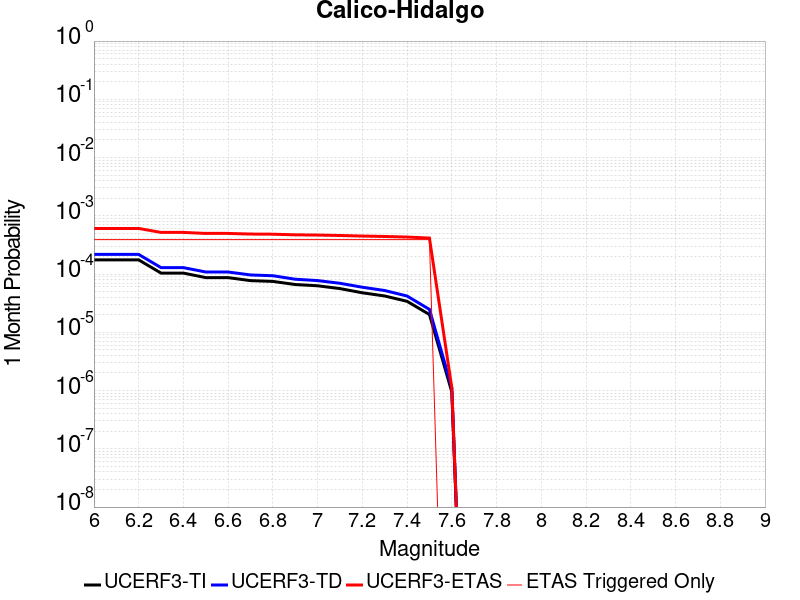 Calico-Hidalgo
1 Month Probability
10^0
10^-1
10^-2
10^-3
10^-4
10^-5
10^-6
10^-7
10^-8
6 6.2 6.4 6.6 6.8 7 7.2 7.4 7.6 7.8 8 8.2 8.4 8.6 8.8 9
Magnitude
UCERF3-TI UCERF3-TD UCERF3-ETAS ETAS Triggered Only